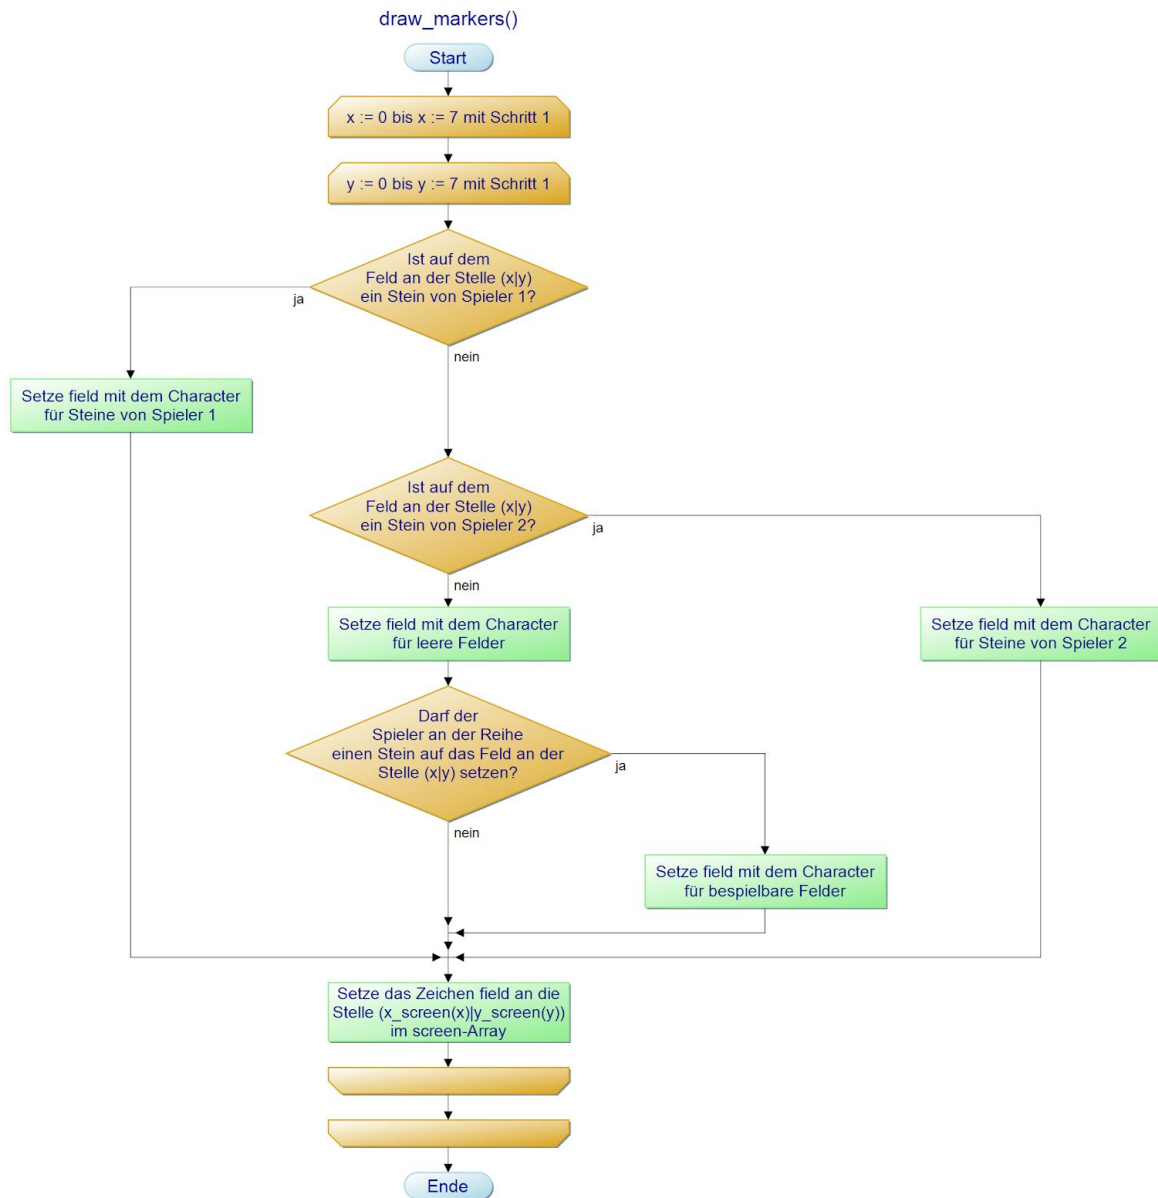 draw_markers()
Start
x := 0 bis x := 7 mit Schritt 1
y := 0 bis y := 7 mit Schritt 1
Ist auf dem
Feld an der Stelle (x|y)
ein Stein von Spieler 1?
ja
nein
Setze field mit dem Character
für Steine von Spieler 1
Ist auf dem
Feld an der Stelle (x|y)
ein Stein von Spieler 2?
ja
nein
Setze field mit dem Character
für leere Felder
Setze field mit dem Character
für Steine von Spieler 2
Darf der
Spieler an der Reihe
einen Stein auf das Feld an der
Stelle (x|y) setzen?
ja
nein
Setze field mit dem Character
für bespielbare Felder
Setze das Zeichen field an die
Stelle (x_screen(x)|y_screen(y))
im screen-Array
Ende